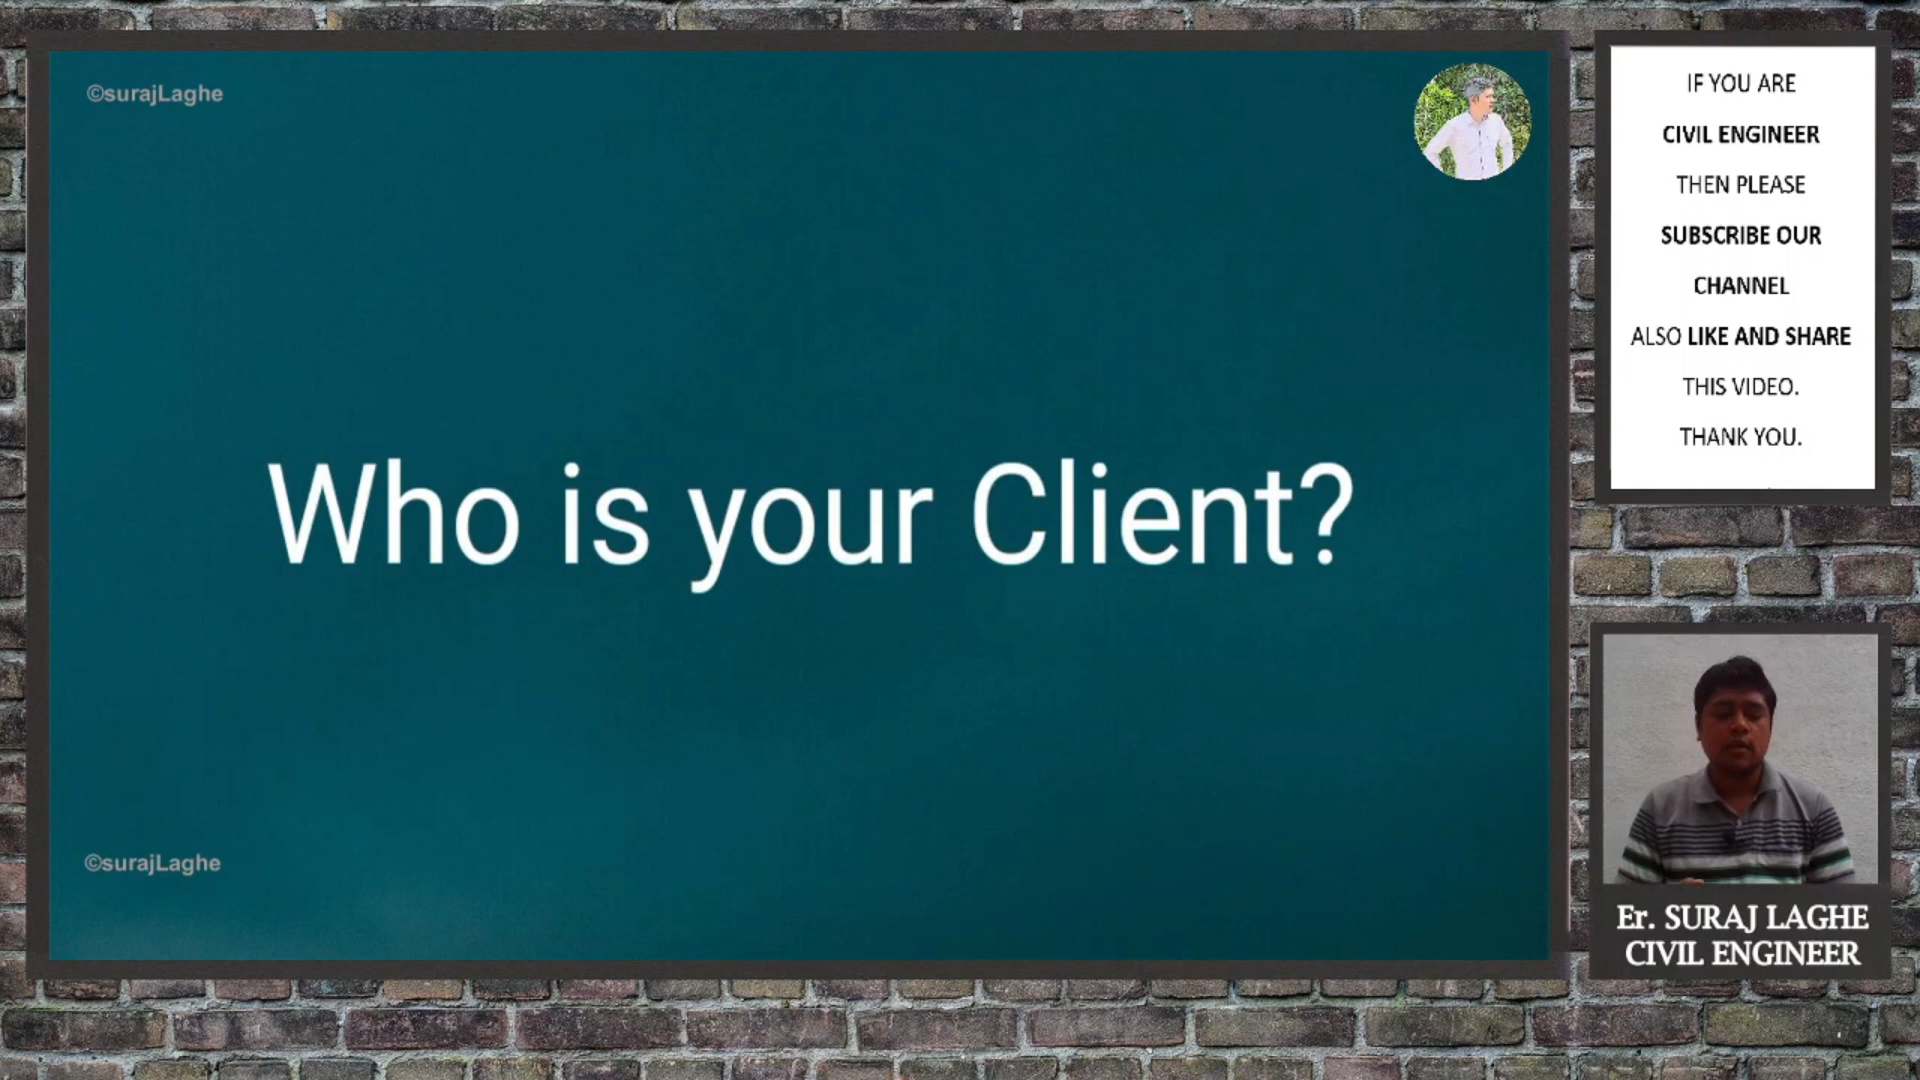 ©surajLaghe
Who is your Client?
©surajLaghe
IF YOU ARE
CIVIL ENGINEER
THEN PLEASE
SUBSCRIBE OUR
CHANNEL
ALSO LIKE AND SHARE
THIS VIDEO.
THANK YOU.
Er. SURAJ LAGHE
CIVIL ENGINEER